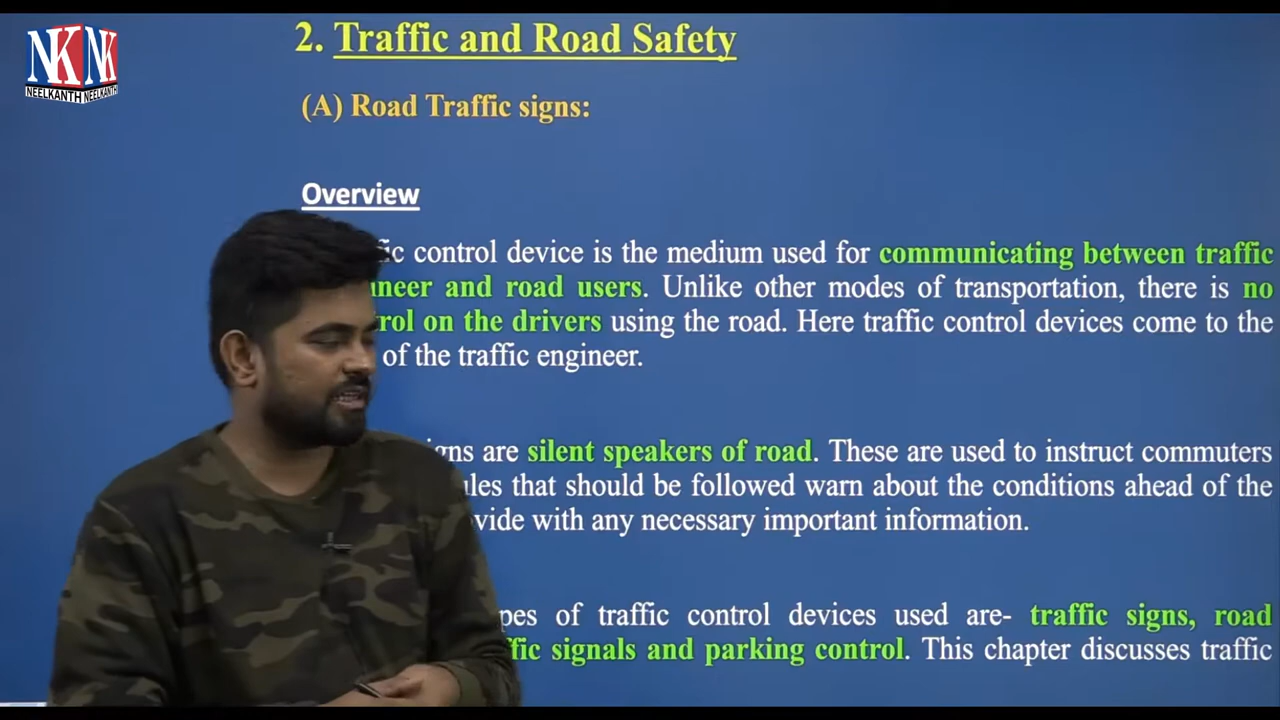 NK NK
NEELKANTH NEELKANTH
2. Traffic and Road Safety
(A) Road Traffic signs:
Overview
ic control device is the medium used for communicating between traffic
neer and road users. Unlike other modes of transportation, there is no
rol on the drivers using the road. Here traffic control devices come to the
of the traffic engineer.
igns are silent speakers of road. These are used to instruct commuters
ules that should be followed warn about the conditions ahead of the
vide with any necessary important information.
pes of traffic control devices used are- traffic signs, road
fic signals and parking control. This chapter discusses traffic